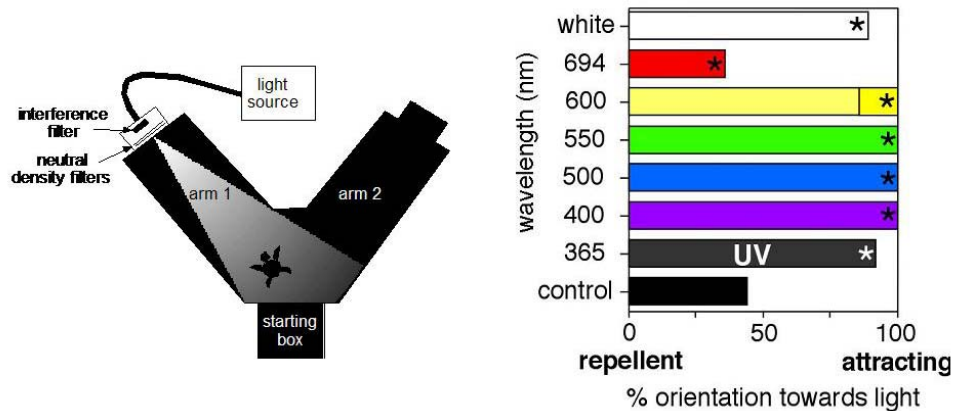 light
source
interference
filter
neutral
density filters
arm 1
arm 2
starting
box
wavelength (nm)
white
694
600
550
500
400
365
control
*
*
*
*
*
*
UV *
0 50 100
repellent attracting
% orientation towards light